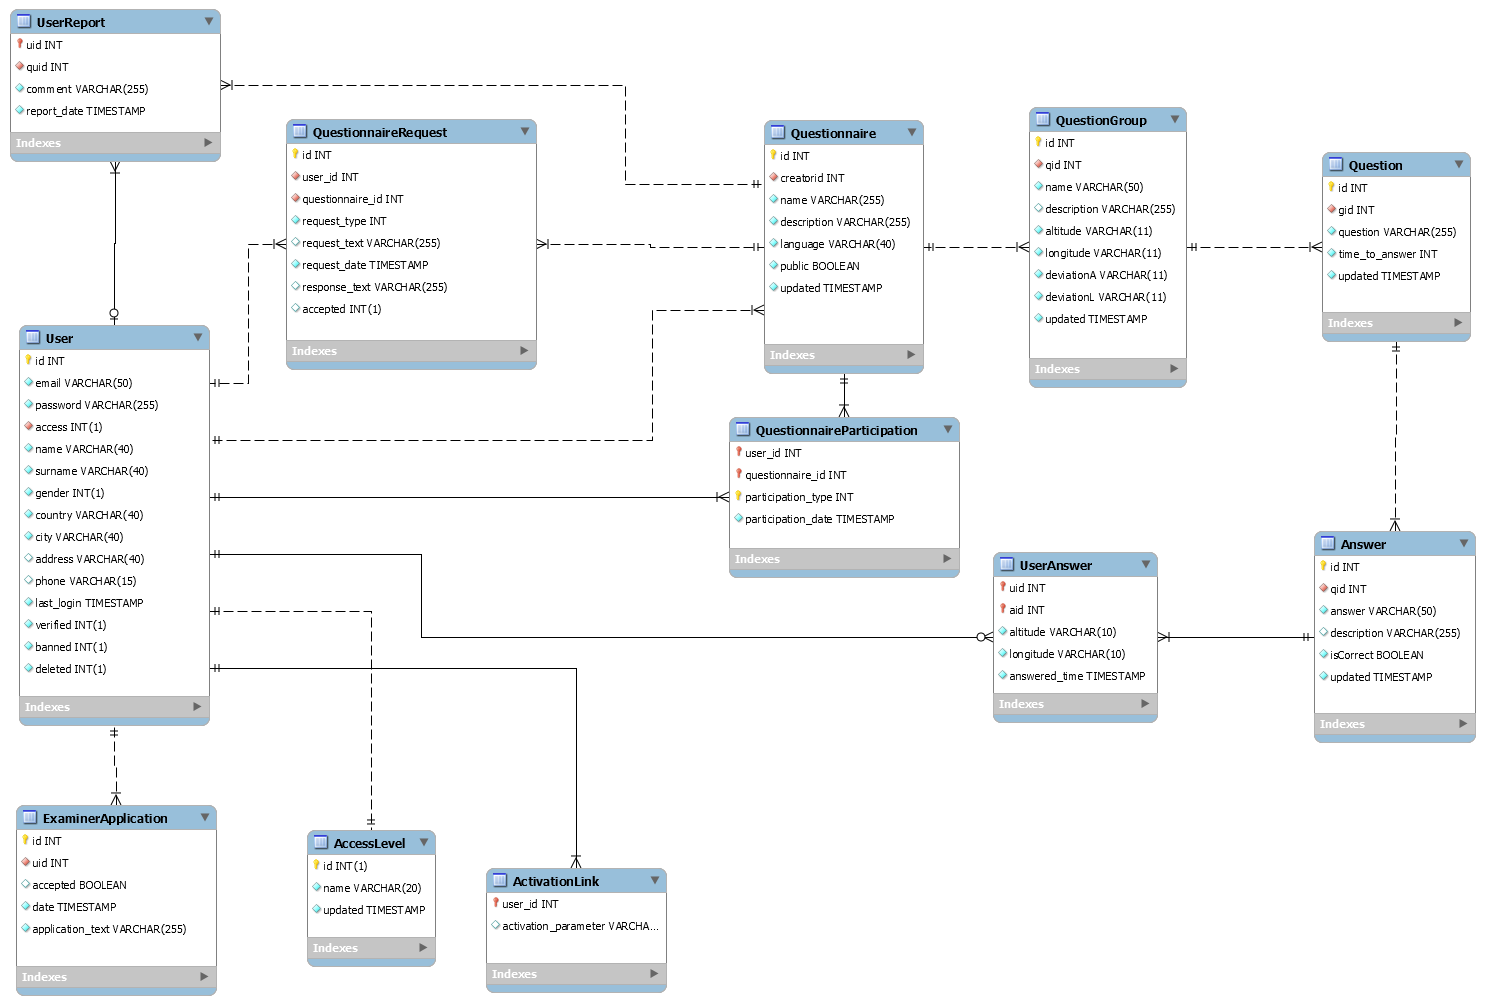 UserReport
uid INT
quid INT
comment VARCHAR(255)
report_date TIMESTAMP
Indexes
QuestionnaireRequest
id INT
user_id INT
questionnaire_id INT
request_type INT
request_text VARCHAR(255)
request_date TIMESTAMP
response_text VARCHAR(255)
accepted INT(1)
Indexes
Questionnaire
id INT
creatorid INT
name VARCHAR(255)
description VARCHAR(255)
language VARCHAR(40)
public BOOLEAN
updated TIMESTAMP
Indexes
QuestionGroup
id INT
qid INT
name VARCHAR(50)
description VARCHAR(255)
altitude VARCHAR(11)
longitude VARCHAR(11)
deviationA VARCHAR(11)
deviationL VARCHAR(11)
updated TIMESTAMP
Indexes
Question
id INT
gid INT
question VARCHAR(255)
time_to_answer INT
updated TIMESTAMP
Indexes
User
id INT
email VARCHAR(50)
password VARCHAR(255)
access INT(1)
name VARCHAR(40)
surname VARCHAR(40)
gender INT(1)
country VARCHAR(40)
city VARCHAR(40)
address VARCHAR(40)
phone VARCHAR(15)
last_login TIMESTAMP
verified INT(1)
banned INT(1)
deleted INT(1)
Indexes
QuestionnaireParticipation
user_id INT
questionnaire_id INT
participation_type INT
participation_date TIMESTAMP
Indexes
UserAnswer
uid INT
aid INT
altitude VARCHAR(10)
longitude VARCHAR(10)
answered_time TIMESTAMP
Indexes
Answer
id INT
qid INT
answer VARCHAR(50)
description VARCHAR(255)
isCorrect BOOLEAN
updated TIMESTAMP
Indexes
ExaminerApplication
id INT
uid INT
accepted BOOLEAN
date TIMESTAMP
application_text VARCHAR(255)
Indexes
AccessLevel
id INT(1)
name VARCHAR(20)
updated TIMESTAMP
Indexes
ActivationLink
user_id INT
activation_parameter VARCHA...
Indexes